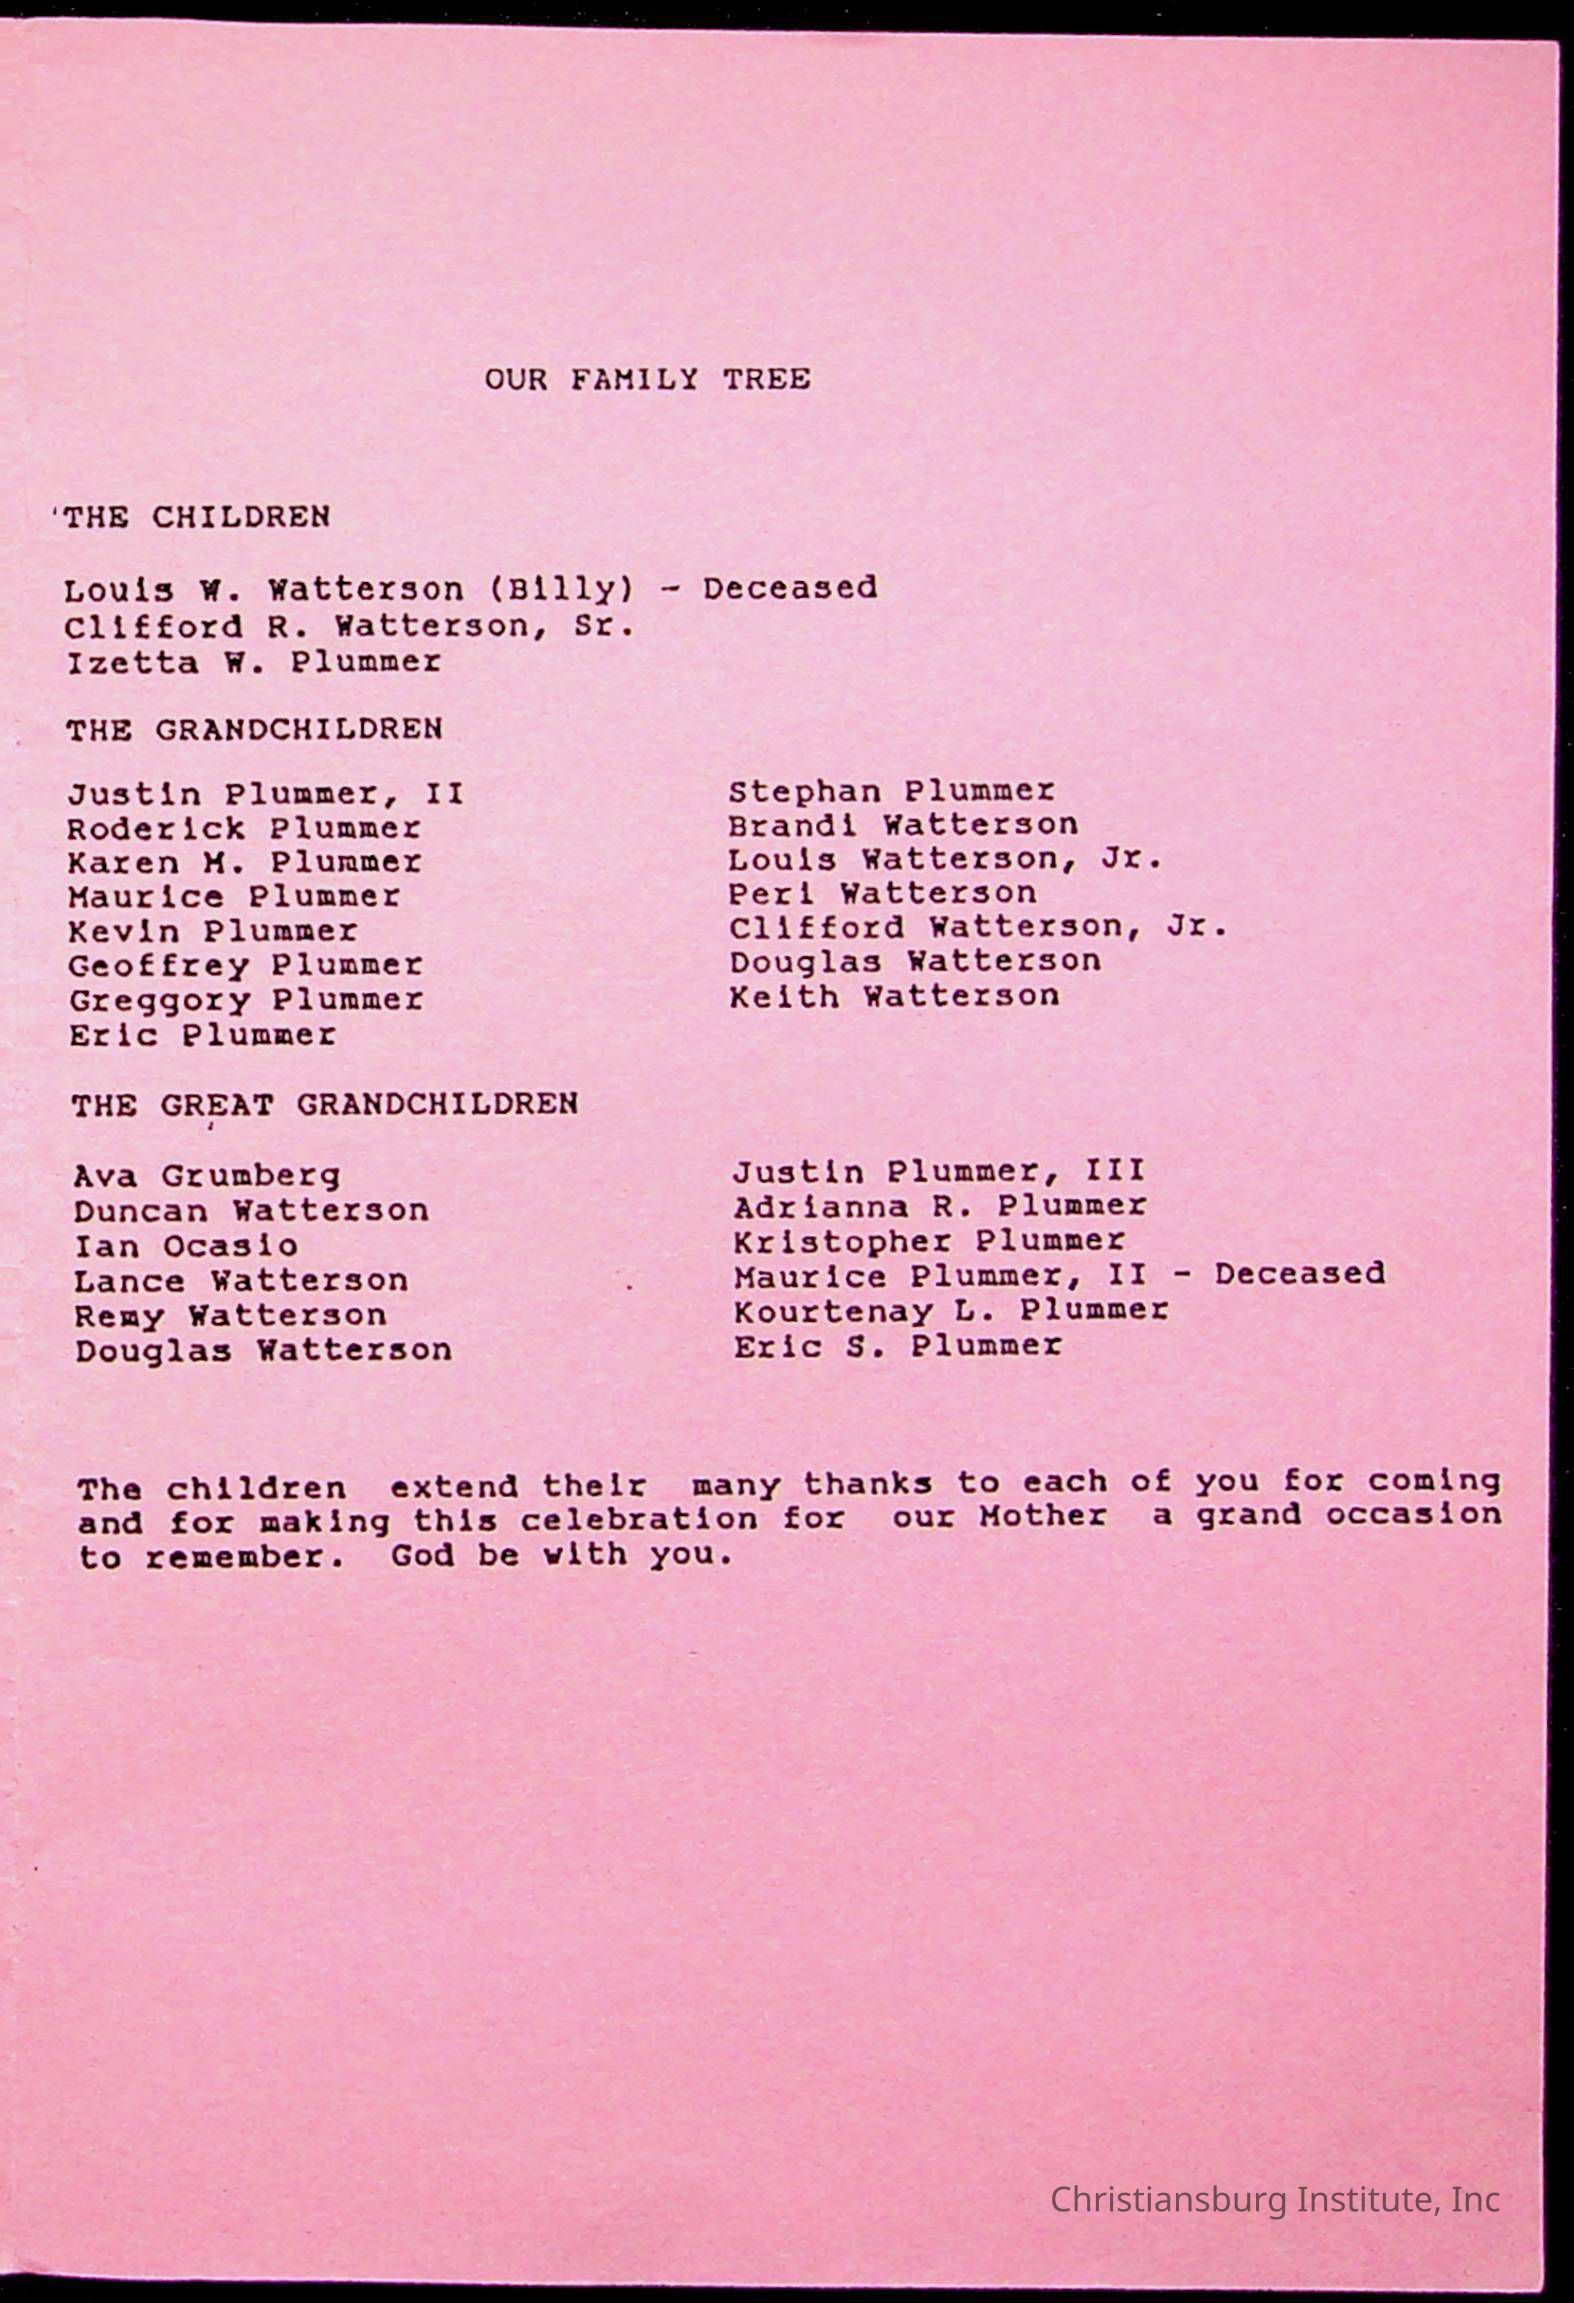 OUR FAMILY TREE
THE CHILDREN
Louis W. Watterson (Billy) - Deceased
Clifford R. Watterson, Sr.
Izetta W. Plummer
THE GRANDCHILDREN
Justin Plummer, II
Roderick Plummer
Karen M. Plummer
Maurice Plummer
Kevin Plummer
Geoffrey Plummer
Greggory Plummer
Eric Plummer
Stephan Plummer
Brandi Watterson
Louis Watterson, Jr.
Peri Watterson
Clifford Watterson, Jr.
Douglas Watterson
Keith Watterson
THE GREAT GRANDCHILDREN
Ava Grumberg
Duncan Watterson
Ian Ocasio
Lance Watterson
Remy Watterson
Douglas Watterson
Justin Plummer, III
Adrianna R. Plummer
Kristopher Plummer
Maurice Plummer, II - Deceased
Kourtenay L. Plummer
Eric S. Plummer
The children extend their many thanks to each of you for coming
and for making this celebration for our Mother a grand occasion
to remember. God be with you.
Christiansburg Institute, Inc